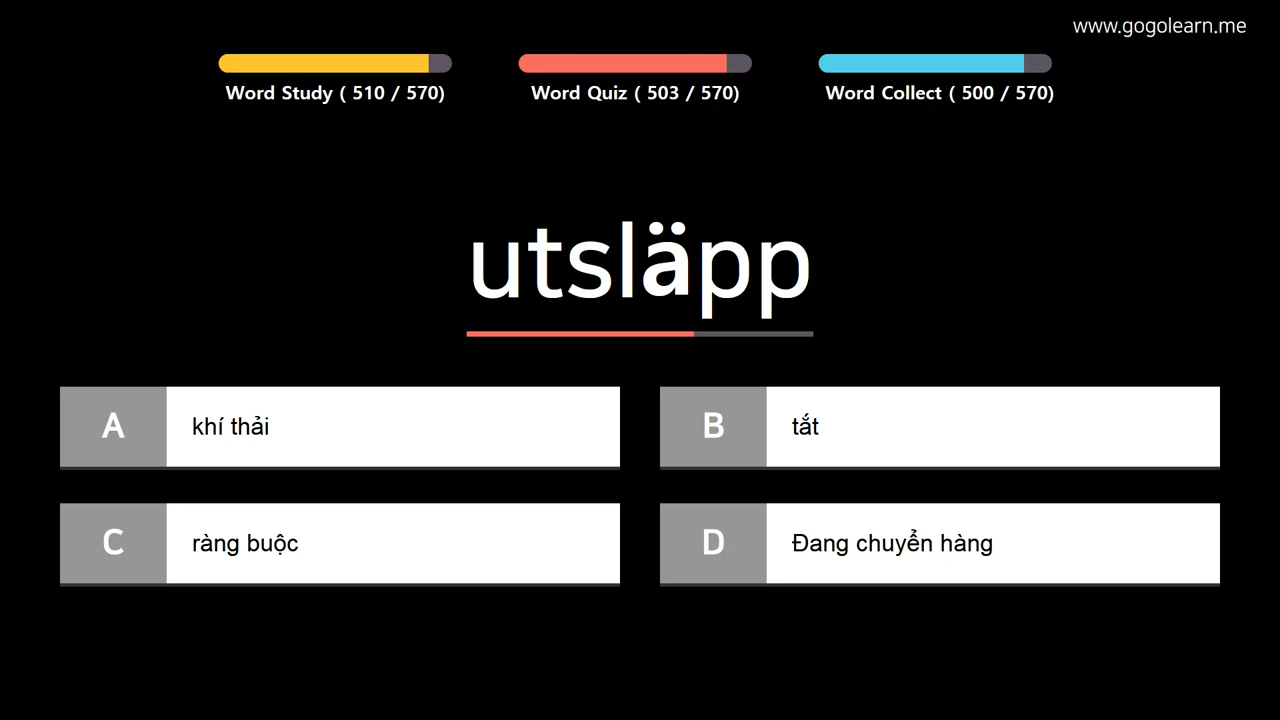 www.gogolearn.me
Word Study ( 510 / 570)
Word Quiz ( 503 / 570)
Word Collect ( 500 / 570)
utsläpp
A khí thải
B tắt
C ràng buộc
D Đang chuyển hàng